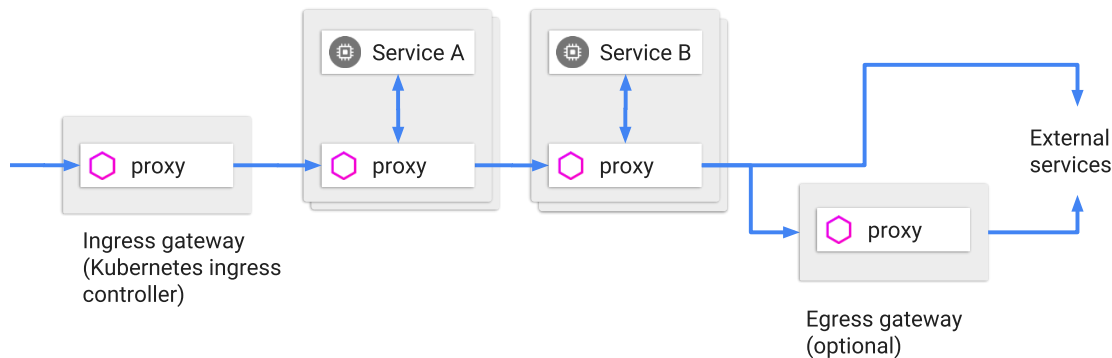 Service A
Service B
proxy
proxy
proxy
External
services
proxy
Ingress gateway
(Kubernetes ingress
controller)
Egress gateway
(optional)